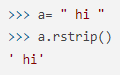 >>> a= " hi "
>>> a.rstrip()
' hi'